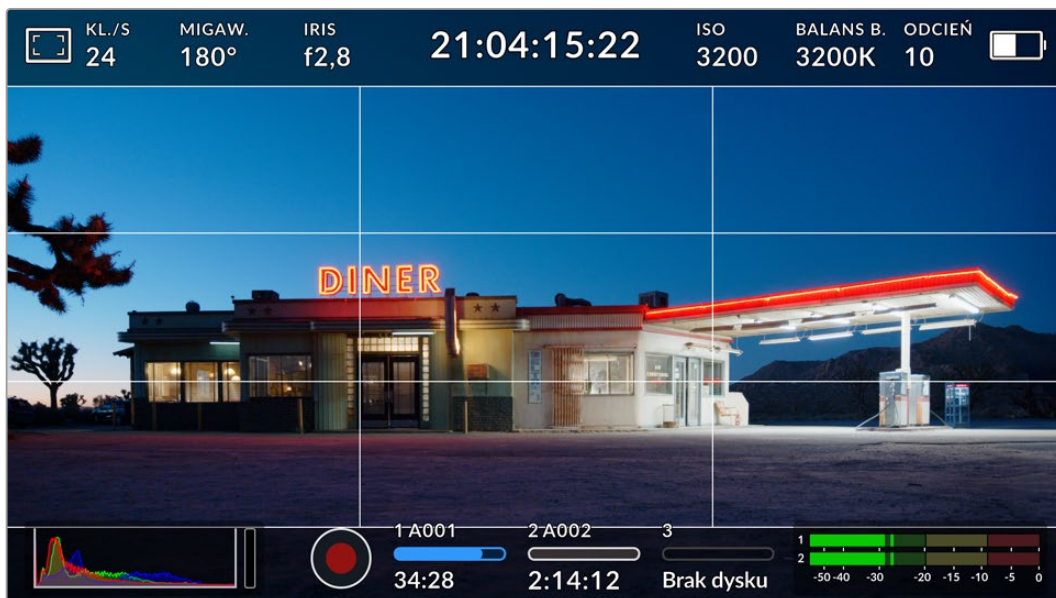 KL./S MIGAW. IRIS 21:04:15:22 ISO BALANS B. ODCIEŃ
24 180° f2,8 3200 3200K 10
DINER
1 A001 2 A002 3
34:28 2:14:12 Brak dysku
1
2
-50 -40 -30 -20 -15 -10 -5 0